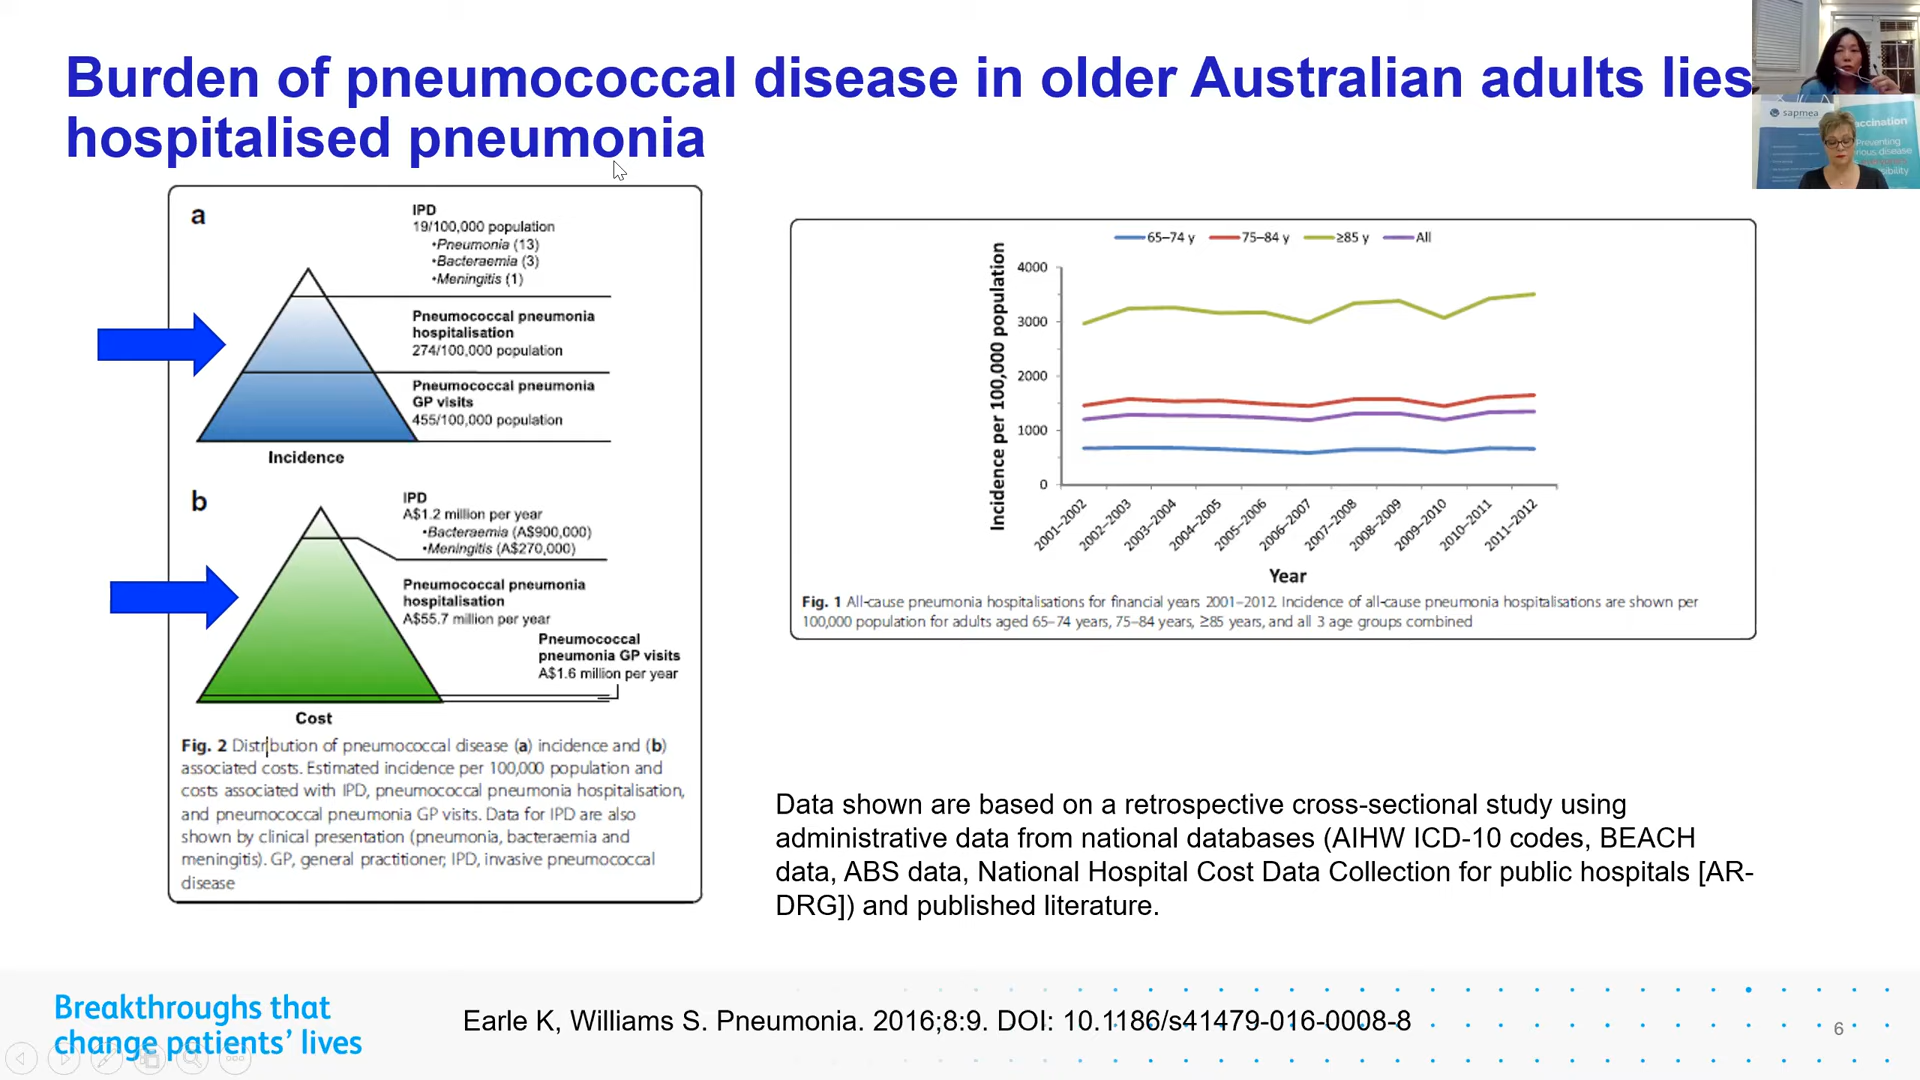 Burden of pneumococcal disease in older Australian adults lies
hospitalised pneumonia
sapmea
accination
Preventing
ious disease
sibility
a
IPD
19/100,000 population
•Pneumonia (13)
•Bacteraemia (3)
•Meningitis (1)
Pneumococcal pneumonia
hospitalisation
274/100,000 population
Pneumococcal pneumonia
GP visits
455/100,000 population
Incidence
b
IPD
A$1.2 million per year
•Bacteraemia (A$900,000)
•Meningitis (A$270,000)
Pneumococcal pneumonia
hospitalisation
A$55.7 million per year
Pneumococcal
pneumonia GP visits
A$1.6 million per year
Cost
Fig. 2 Distribution of pneumococcal disease (a) incidence and (b)
associated costs. Estimated incidence per 100,000 population and
costs associated with IPD, pneumococcal pneumonia hospitalisation,
and pneumococcal pneumonia GP visits. Data for IPD are also
shown by clinical presentation (pneumonia, bacteraemia and
meningitis). GP, general practitioner; IPD, invasive pneumococcal
disease
65–74 y 75–84 y ≥85 y All
Incidence per 100,000 population
4000
3000
2000
1000
0
2001–2002 2002–2003 2003–2004 2004–2005 2005–2006 2006–2007 2007–2008 2008–2009 2009–2010 2010–2011 2011–2012
Year
Fig. 1 All-cause pneumonia hospitalisations for financial years 2001–2012. Incidence of all-cause pneumonia hospitalisations are shown per
100,000 population for adults aged 65–74 years, 75–84 years, ≥85 years, and all 3 age groups combined
Data shown are based on a retrospective cross-sectional study using
administrative data from national databases (AIHW ICD-10 codes, BEACH
data, ABS data, National Hospital Cost Data Collection for public hospitals [AR-
DRG]) and published literature.
Breakthroughs that
change patients' lives
Earle K, Williams S. Pneumonia. 2016;8:9. DOI: 10.1186/s41479-016-0008-8
6